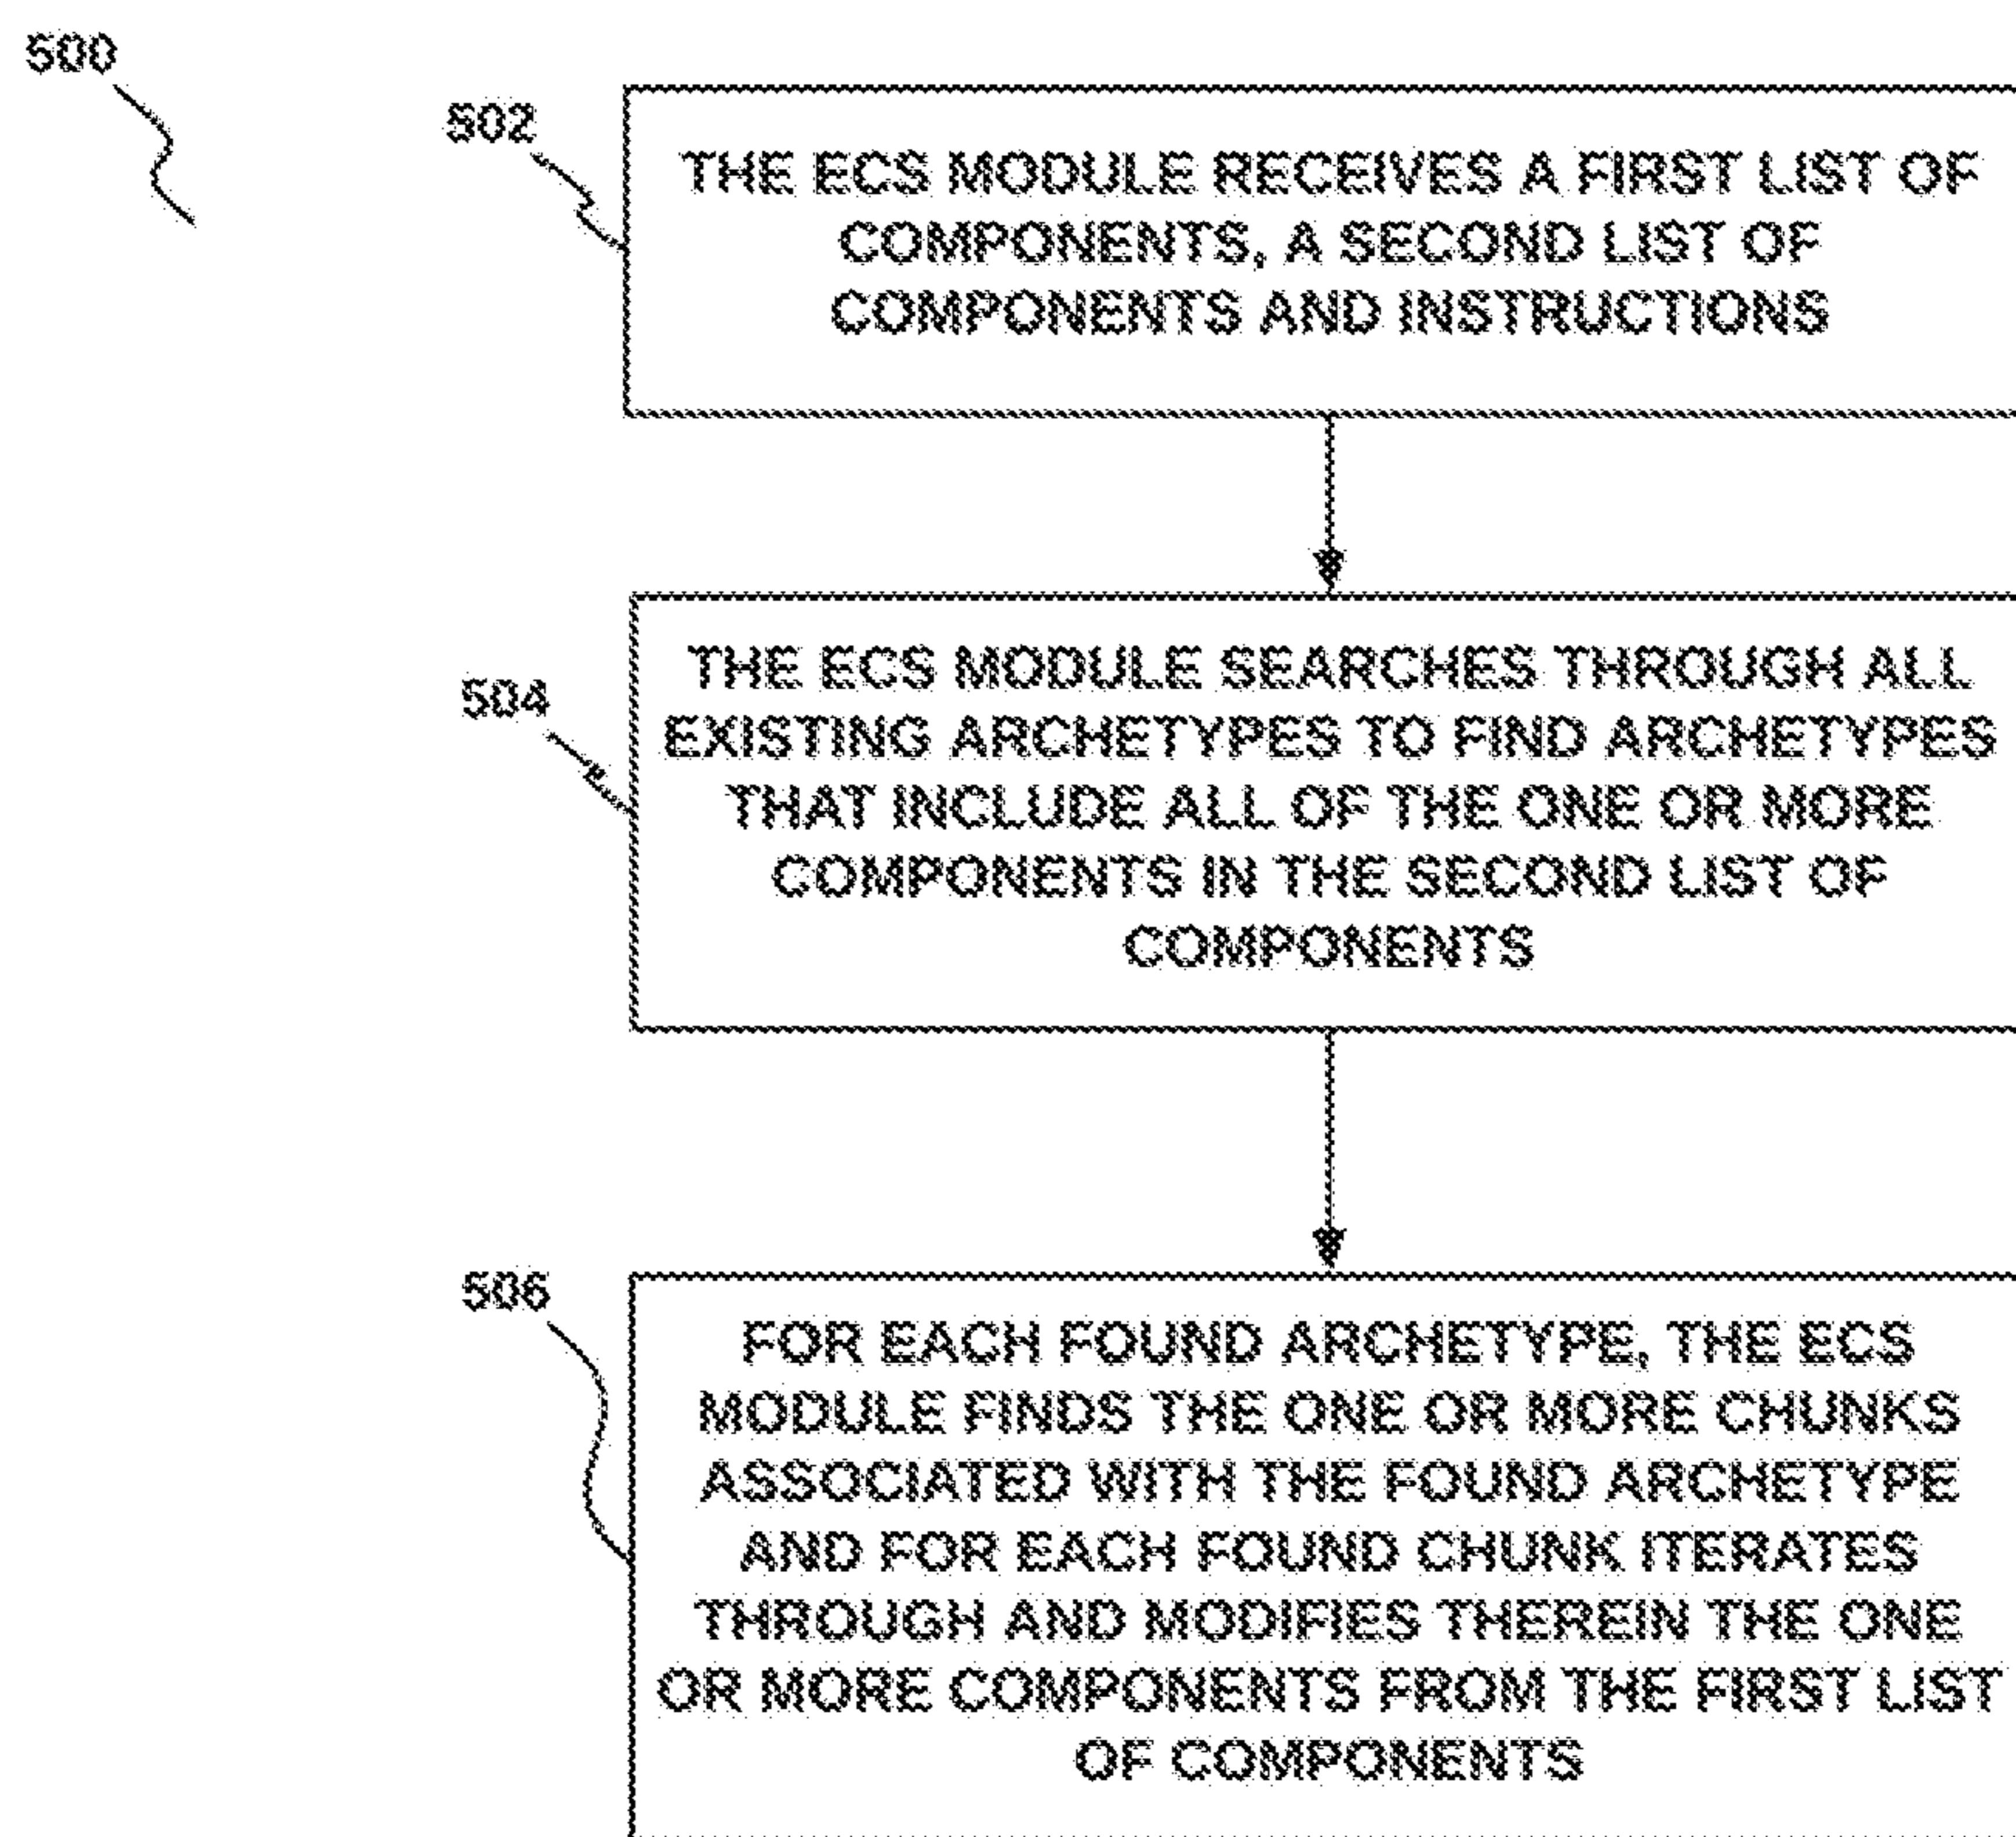 500
502
THE ECS MODULE RECEIVES A FIRST LIST OF
COMPONENTS, A SECOND LIST OF
COMPONENTS AND INSTRUCTIONS
504
THE ECS MODULE SEARCHES THROUGH ALL
EXISTING ARCHETYPES TO FIND ARCHETYPES
THAT INCLUDE ALL OF THE ONE OR MORE
COMPONENTS IN THE SECOND LIST OF
COMPONENTS
506
FOR EACH FOUND ARCHETYPE, THE ECS
MODULE FINDS THE ONE OR MORE CHUNKS
ASSOCIATED WITH THE FOUND ARCHETYPE
AND FOR EACH FOUND CHUNK ITERATES
THROUGH AND MODIFIES THEREIN THE ONE
OR MORE COMPONENTS FROM THE FIRST LIST
OF COMPONENTS